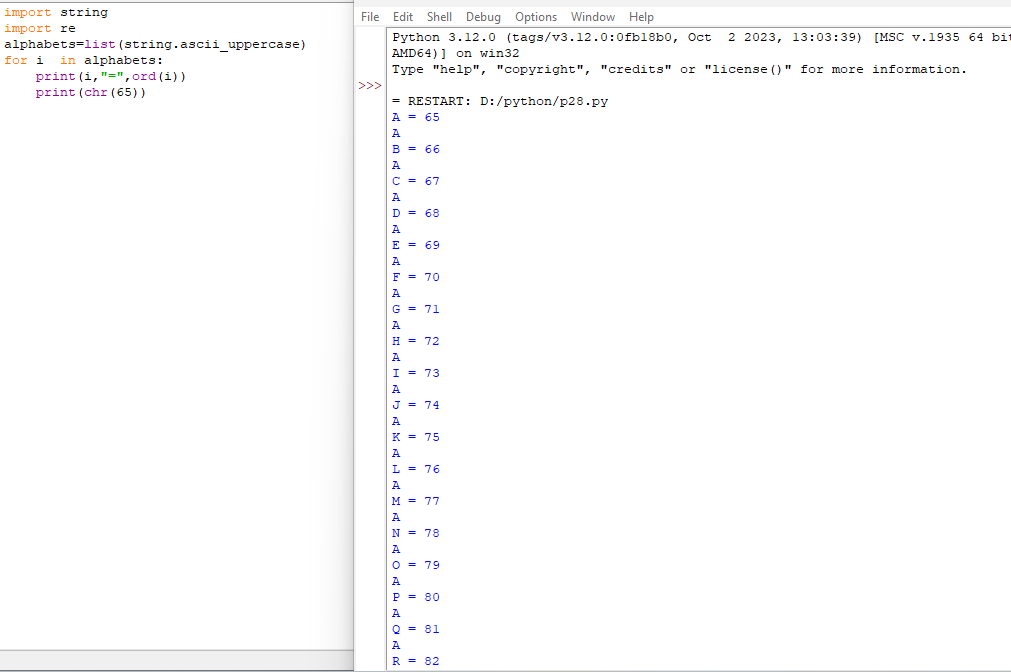 import string
import re
alphabets=list(string.ascii_uppercase)
for i  in alphabets:
    print(i,"=",ord(i))
    print(chr(65))
File Edit Shell Debug Options Window Help
Python 3.12.0 (tags/v3.12.0:0fb18b0, Oct  2 2023, 13:03:39) [MSC v.1935 64 bit
AMD64)] on win32
Type "help", "copyright", "credits" or "license()" for more information.
>>>
= RESTART: D:/python/p28.py
A = 65
A
B = 66
A
C = 67
A
D = 68
A
E = 69
A
F = 70
A
G = 71
A
H = 72
A
I = 73
A
J = 74
A
K = 75
A
L = 76
A
M = 77
A
N = 78
A
O = 79
A
P = 80
A
Q = 81
A
R = 82